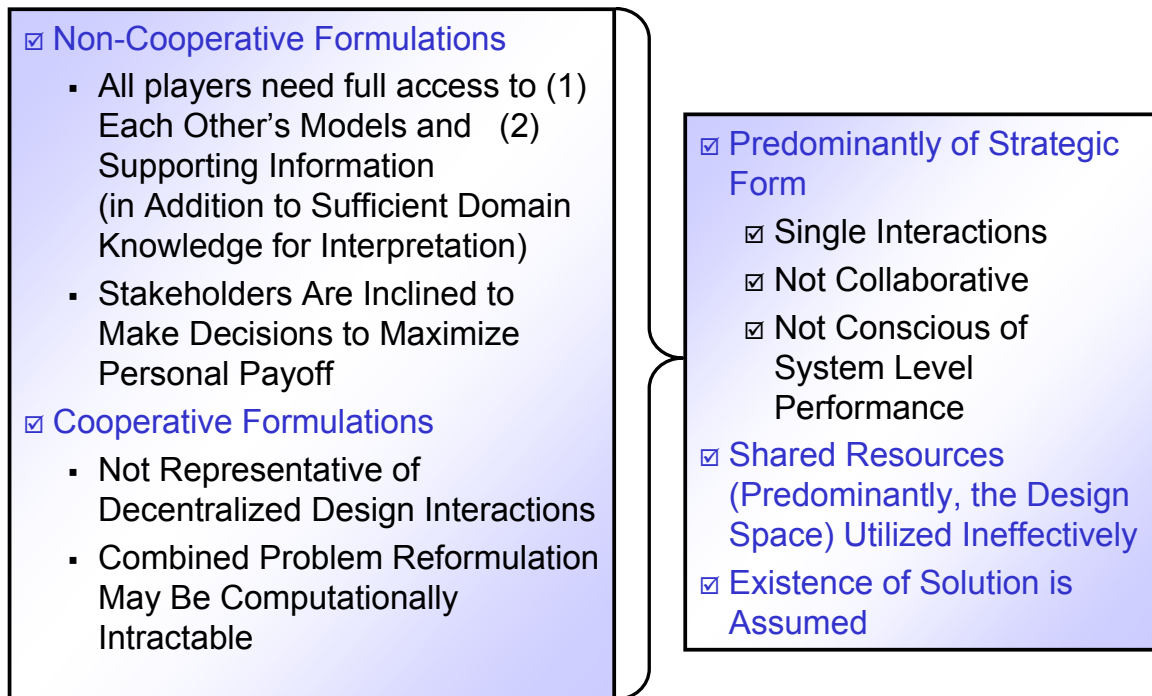 ☑ Non-Cooperative Formulations
▪ All players need full access to (1)
Each Other's Models and (2)
Supporting Information
(in Addition to Sufficient Domain
Knowledge for Interpretation)
▪ Stakeholders Are Inclined to
Make Decisions to Maximize
Personal Payoff
☑ Cooperative Formulations
▪ Not Representative of
Decentralized Design Interactions
▪ Combined Problem Reformulation
May Be Computationally
Intractable
☑ Predominantly of Strategic
Form
☑ Single Interactions
☑ Not Collaborative
☑ Not Conscious of
System Level
Performance
☑ Shared Resources
(Predominantly, the Design
Space) Utilized Ineffectively
☑ Existence of Solution is
Assumed